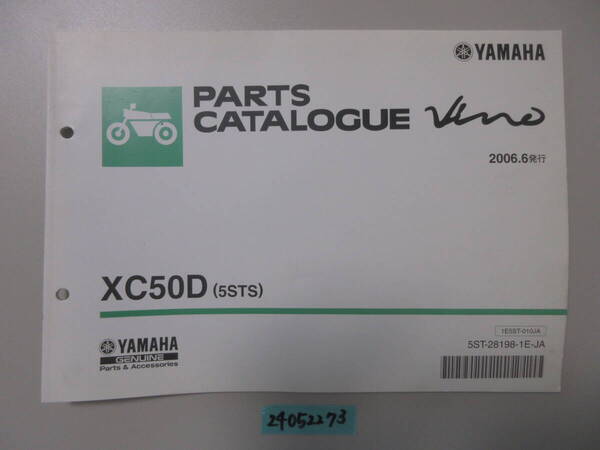 YAMAHA
PARTS
CATALOGUE Vino
2006.6発行
XC50D (5STS)
1E5ST-010JA
5ST-28198-1E-JA
YAMAHA
GENUINE
Parts & Accessories
24052273